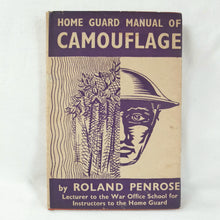 HOME GUARD MANUAL OF
CAMOUFLAGE
by ROLAND PENROSE
Lecturer to the War Office School for
Instructors to the Home Guard